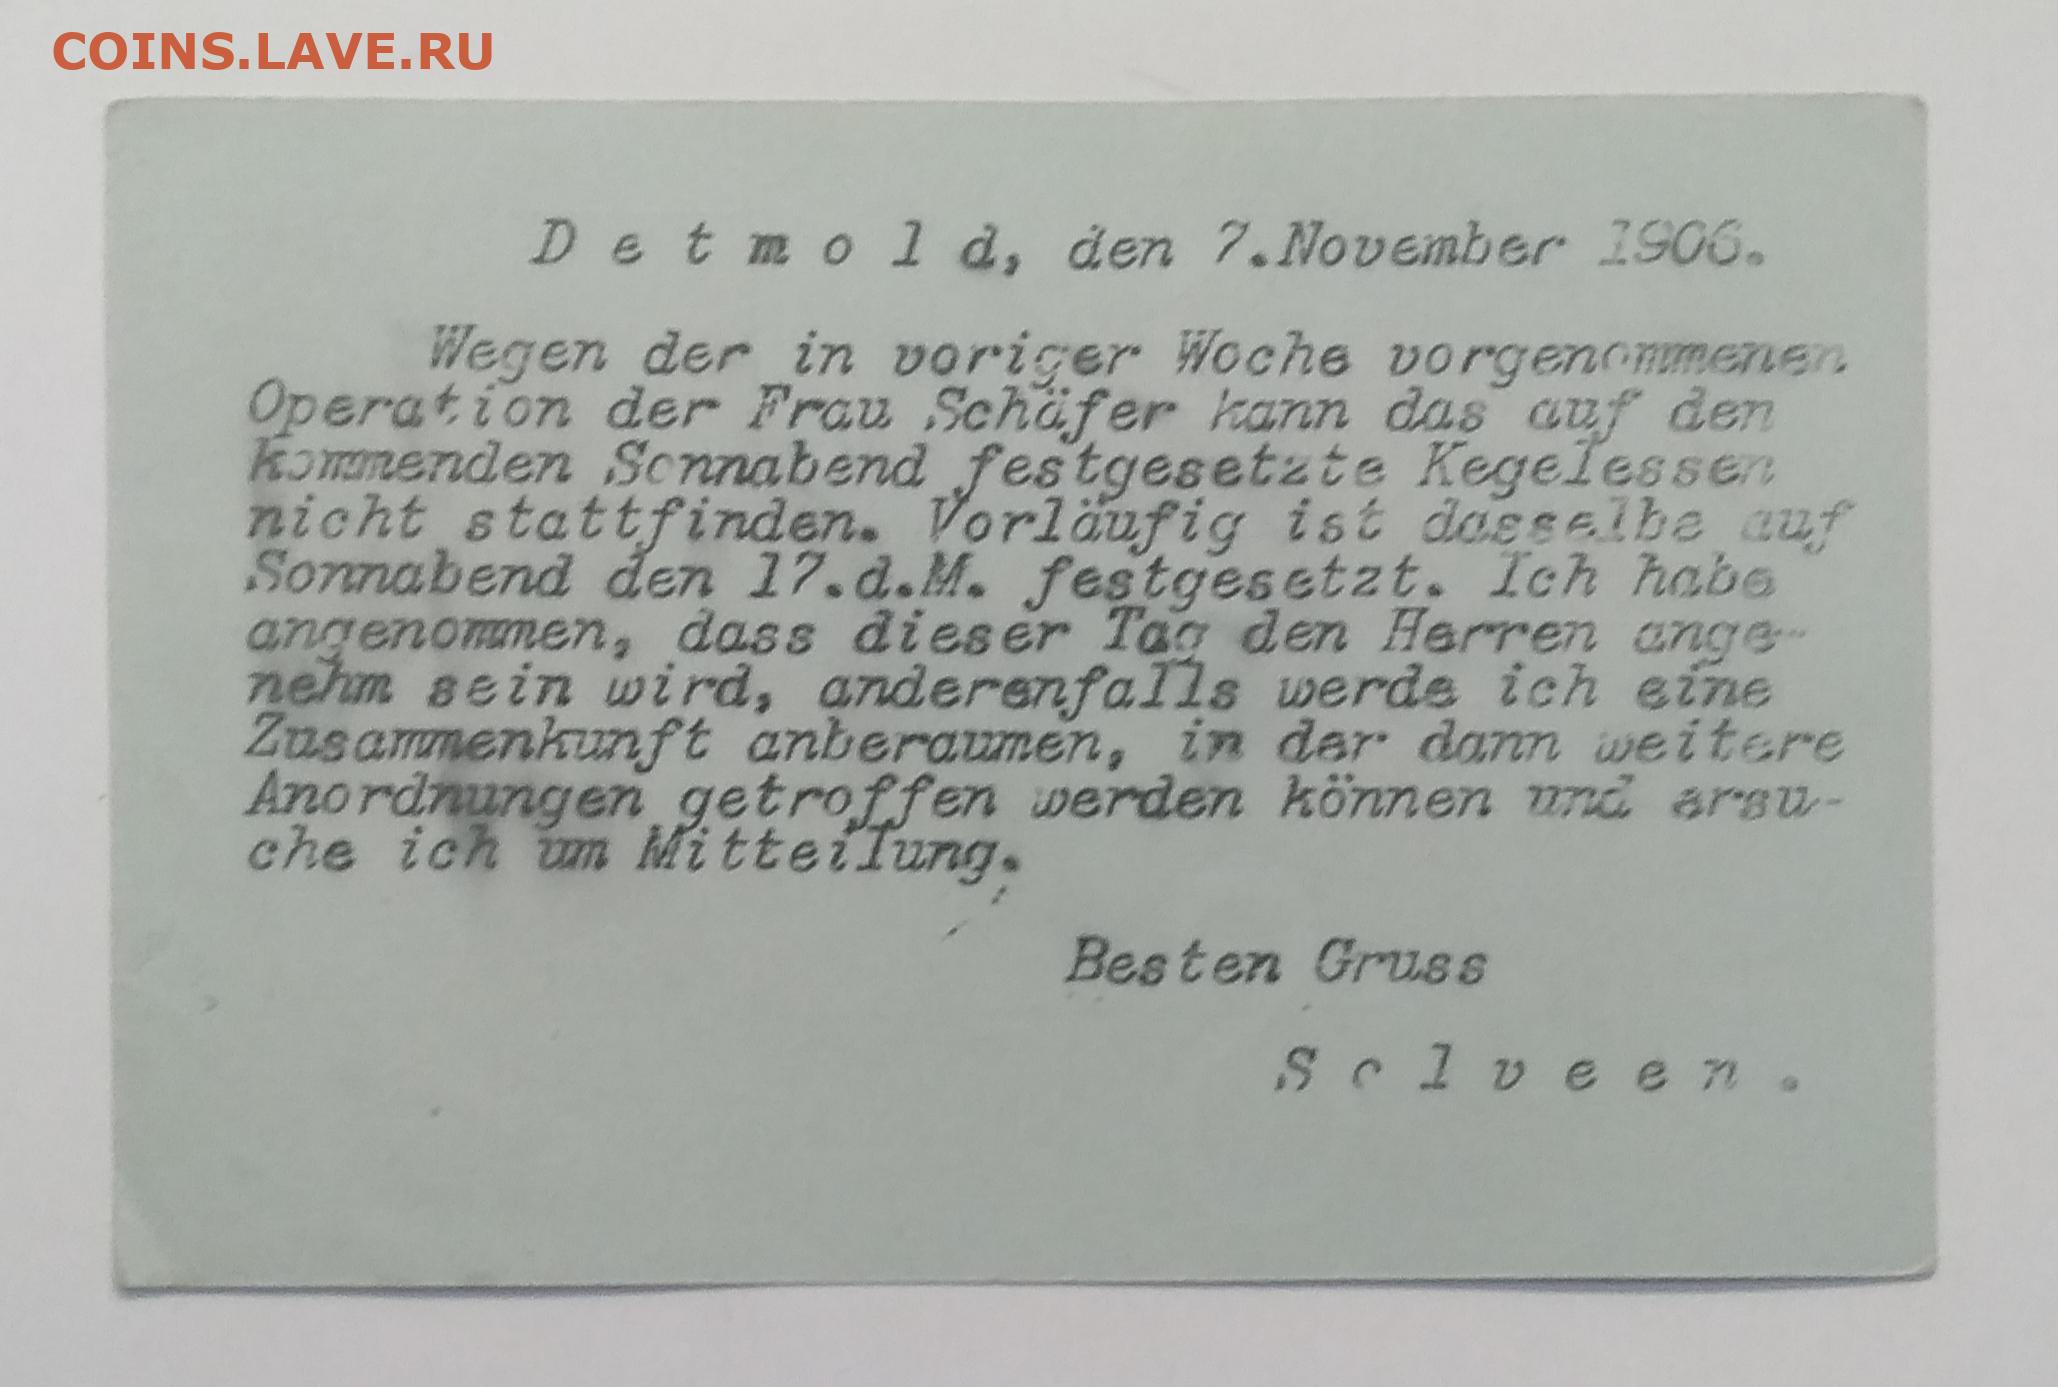 COINS.LAVE.RU
D e t m o l d, den 7.November 1906.
Wegen der in voriger Woche vorgenommenen
Operation der Frau Schäfer kann das auf den
kommenden Sonnabend festgesetzte Kegelessen
nicht stattfinden. Vorläufig ist dasselbe auf
Sonnabend den 17.d.M. festgesetzt. Ich habe
angenommen, dass dieser Tag den Herren ange-
nehm sein wird, anderenfalls werde ich eine
Zusammenkunft anberaumen, in der dann weitere
Anordnungen getroffen werden können und ersu-
che ich um Mitteilung.
Besten Gruss
S o l v e e n .